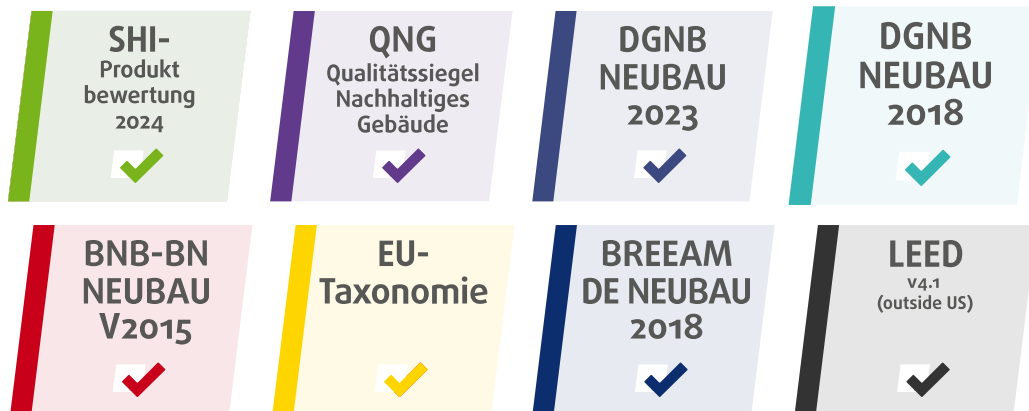 SHI-
Produkt
bewertung
2024
QNG
Qualitätssiegel
Nachhaltiges
Gebäude
DGNB
NEUBAU
2023
DGNB
NEUBAU
2018
BNB-BN
NEUBAU
V2015
EU-
Taxonomie
BREEAM
DE NEUBAU
2018
LEED
v4.1
(outside US)